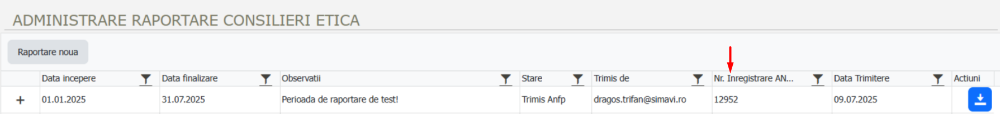 ADMINISTRARE RAPORTARE CONSILIERI ETICA
Raportare noua
Data incepere Data finalizare Observatii Stare Trimis de Nr. Inregistrare AN... Data Trimitere Actiuni
+ 01.01.2025 31.07.2025 Perioada de raportare de test! Trimis Anfp dragos.trifan@simavi.ro 12952 09.07.2025